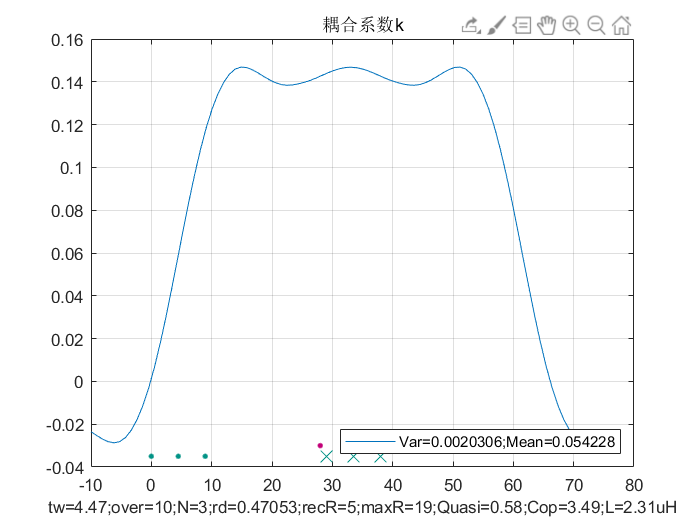 耦合系数k
0.16
0.14
0.12
0.1
0.08
0.06
0.04
0.02
0
-0.02
-0.04
Var=0.0020306;Mean=0.054228
-10 0 10 20 30 40 50 60 70 80
tw=4.47;over=10;N=3;rd=0.47053;recR=5;maxR=19;Quasi=0.58;Cop=3.49;L=2.31uH